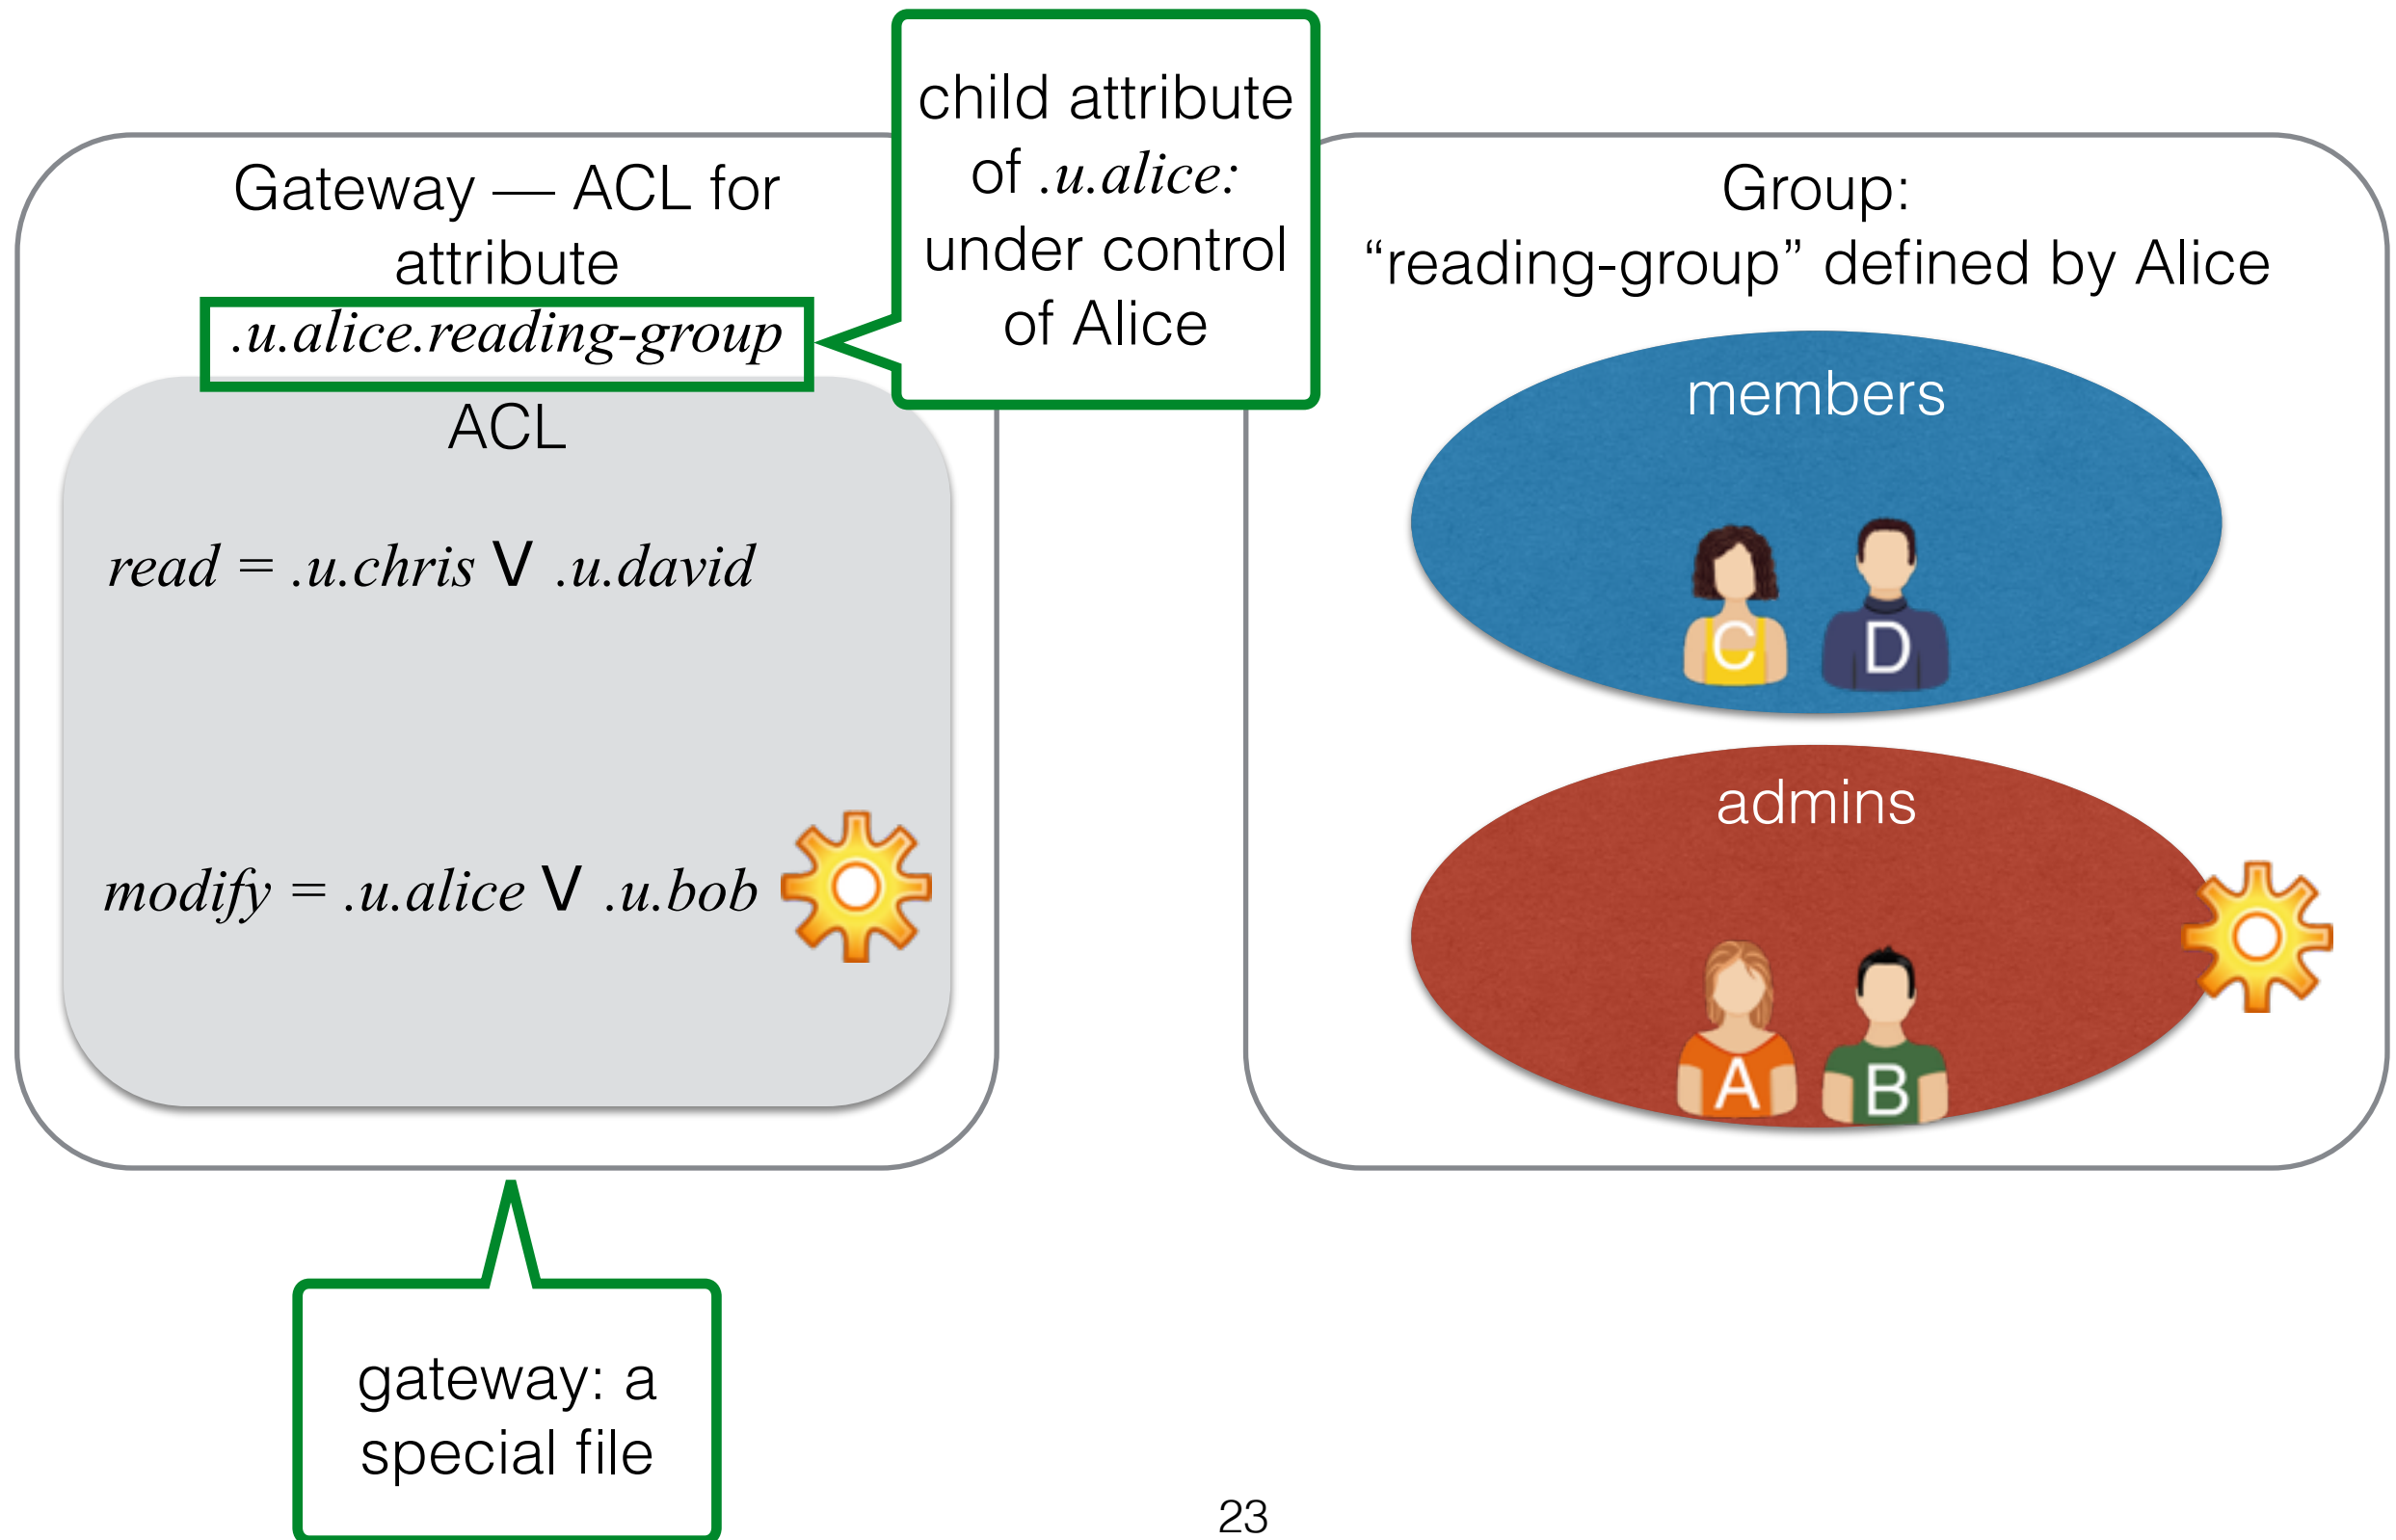 Gateway — ACL for
attribute
.u.alice.reading-group
ACL
read = .u.chris ∨ .u.david
modify = .u.alice ∨ .u.bob
child attribute
of .u.alice:
under control
of Alice
Group:
“reading-group” defined by Alice
members
C
D
admins
A
B
gateway: a
special file
23